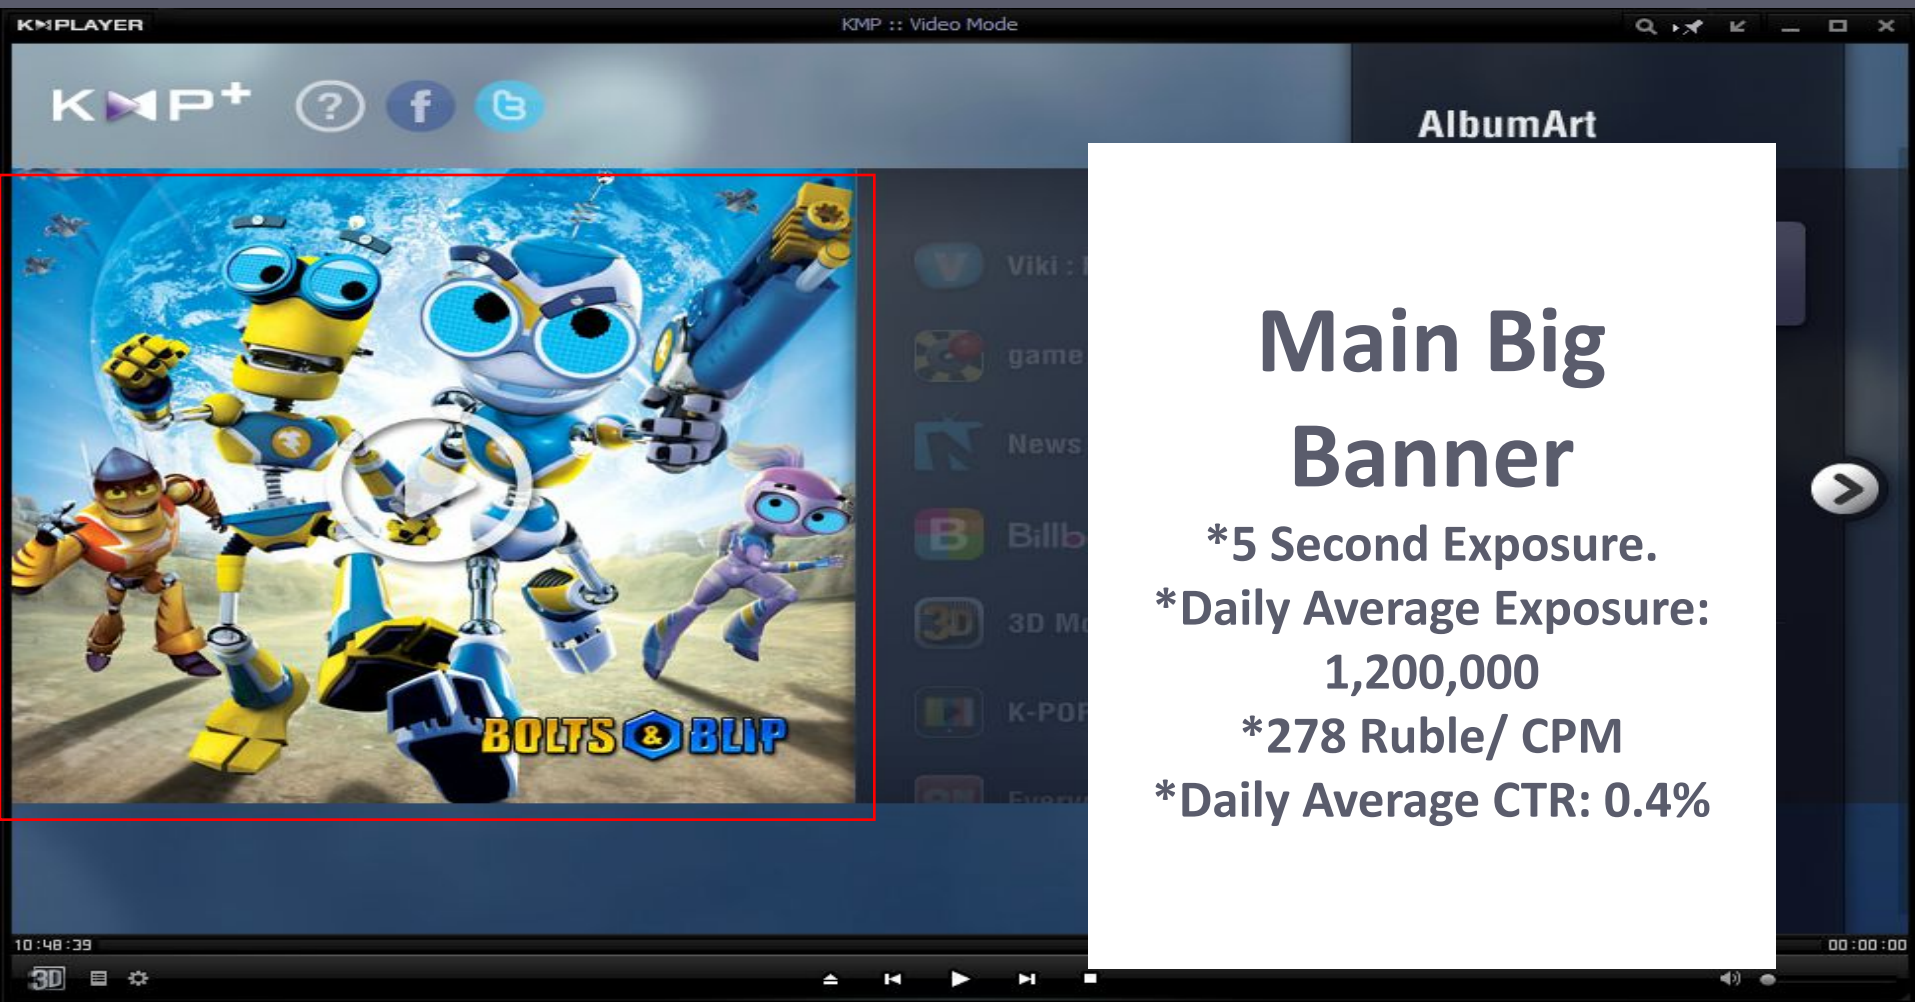 KMPLAYER
KMP :: Video Mode
KMP+
AlbumArt
Viki :
game
News
3D
K-POP
BOLTS & BLIP
Main Big
Banner
*5 Second Exposure.
*Daily Average Exposure:
1,200,000
*278 Ruble/ CPM
*Daily Average CTR: 0.4%
10:48:39
00:00:00
3D